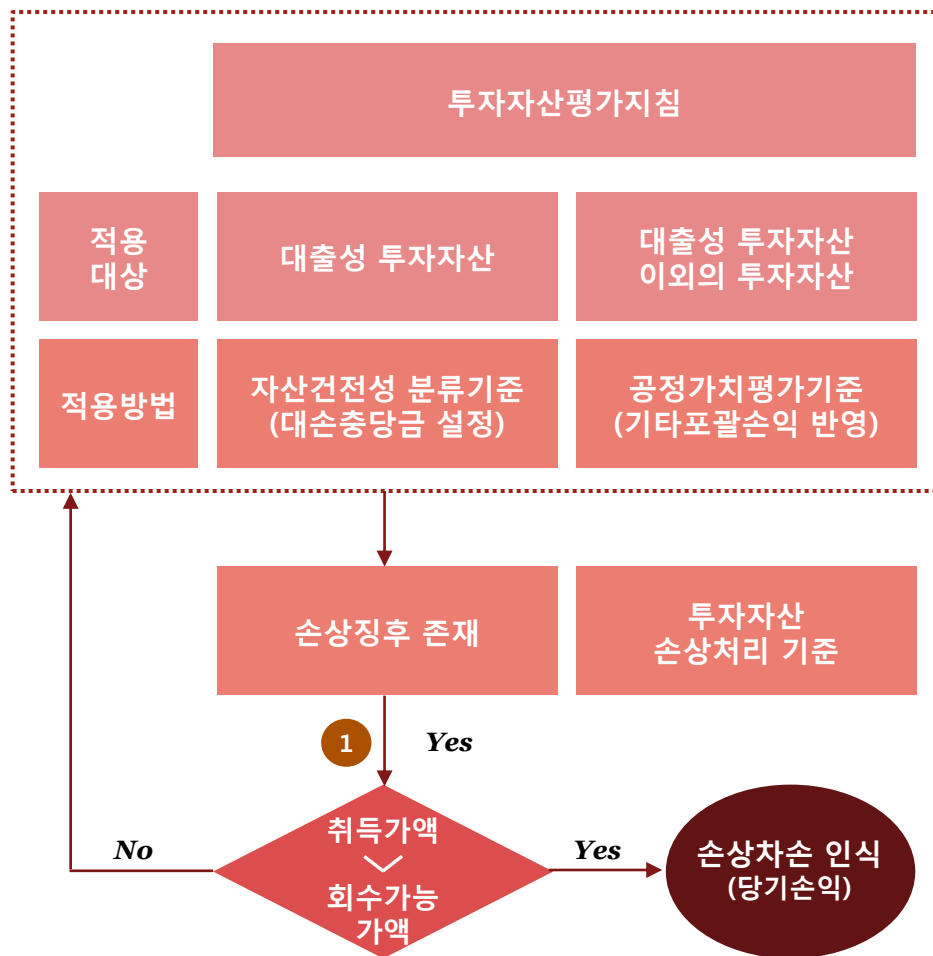 투자자산평가지침
적용
대상
대출성 투자자산
대출성 투자자산
이외의 투자자산
적용방법
자산건전성 분류기준
(대손충당금 설정)
공정가치평가기준
(기타포괄손익 반영)
손상징후 존재
투자자산
손상처리 기준
1
Yes
취득가액
회수가능
가액
No
Yes
손상차손 인식
(당기손익)